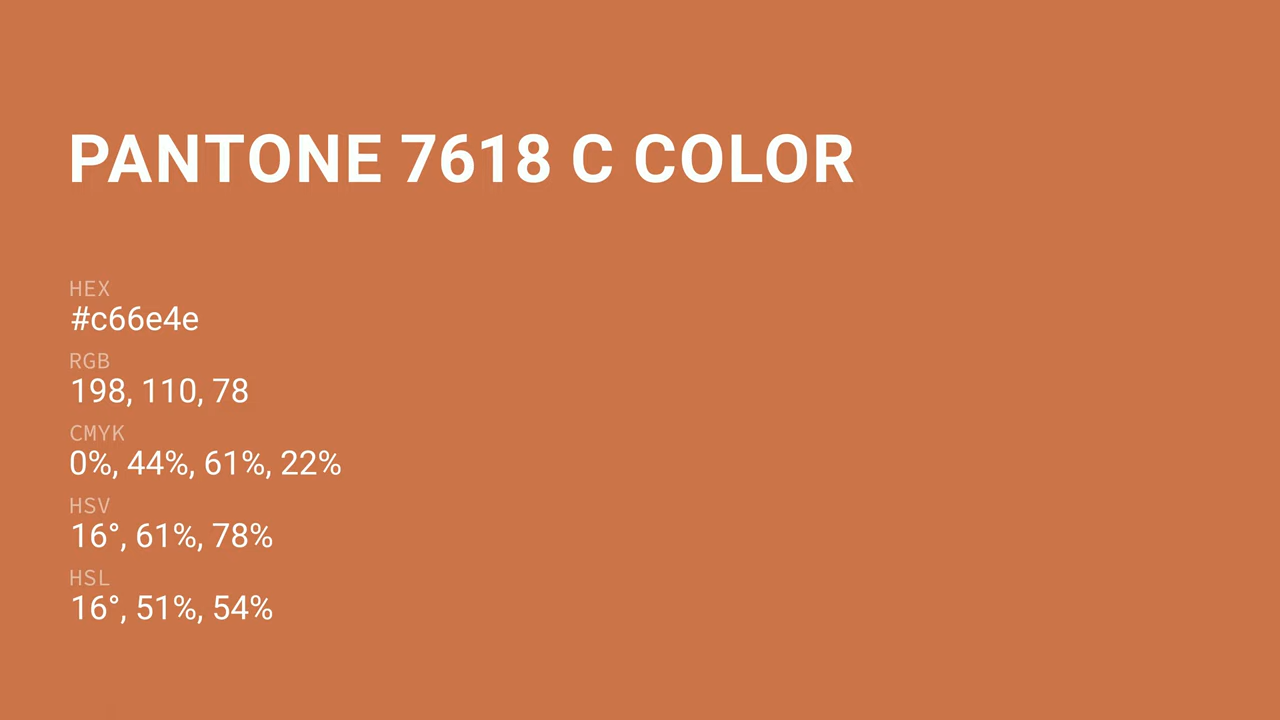 PANTONE 7618 C COLOR
HEX
#c66e4e
RGB
198, 110, 78
CMYK
0%, 44%, 61%, 22%
HSV
16°, 61%, 78%
HSL
16°, 51%, 54%